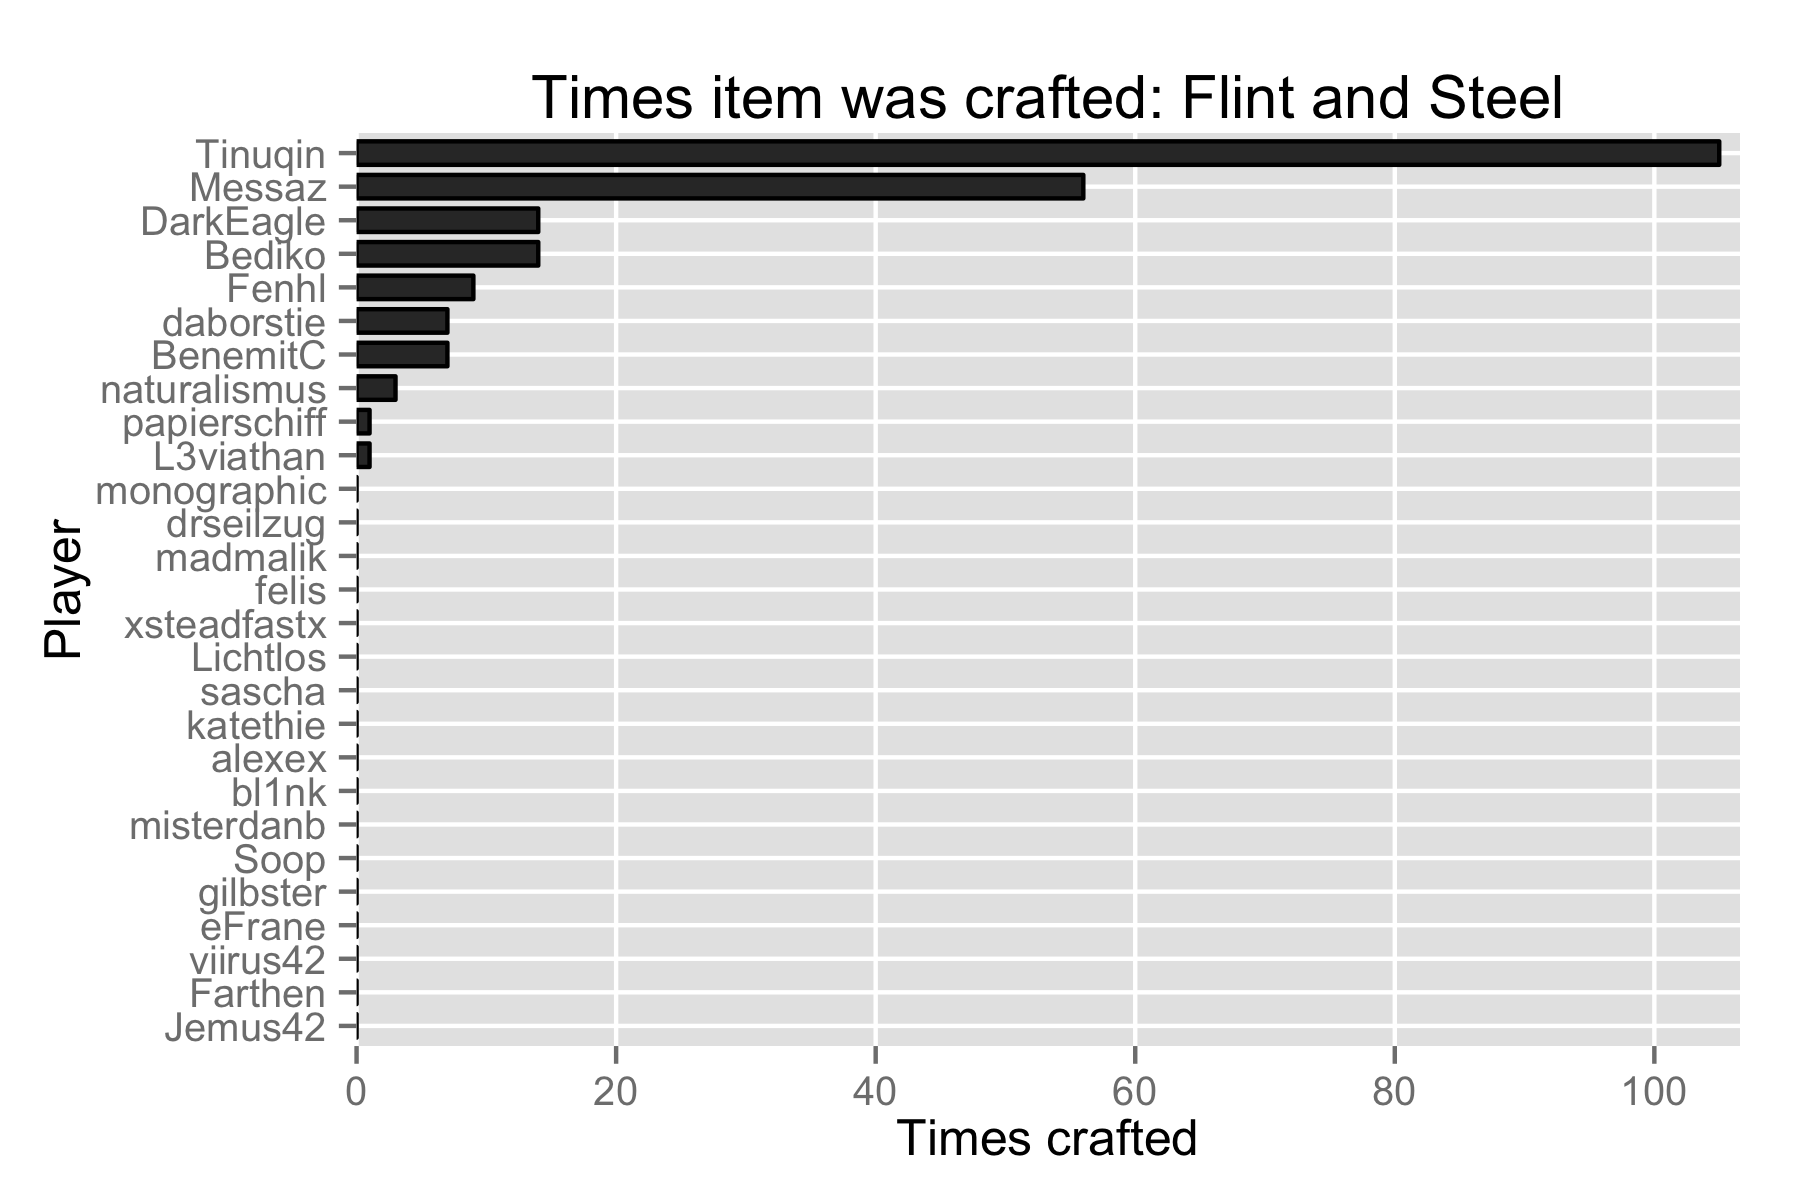 Times item was crafted: Flint and Steel
Tinuqin
Messaz
DarkEagle
Bediko
Fenhl
daborstie
BenemitC
naturalismus
papierschiff
L3viathan
monographic
drseilzug
madmalik
felis
xsteadfastx
Lichtlos
sascha
katethie
alexex
bl1nk
misterdanb
Soop
gilbster
eFrane
viirus42
Farthen
Jemus42
Player
0 20 40 60 80 100
Times crafted